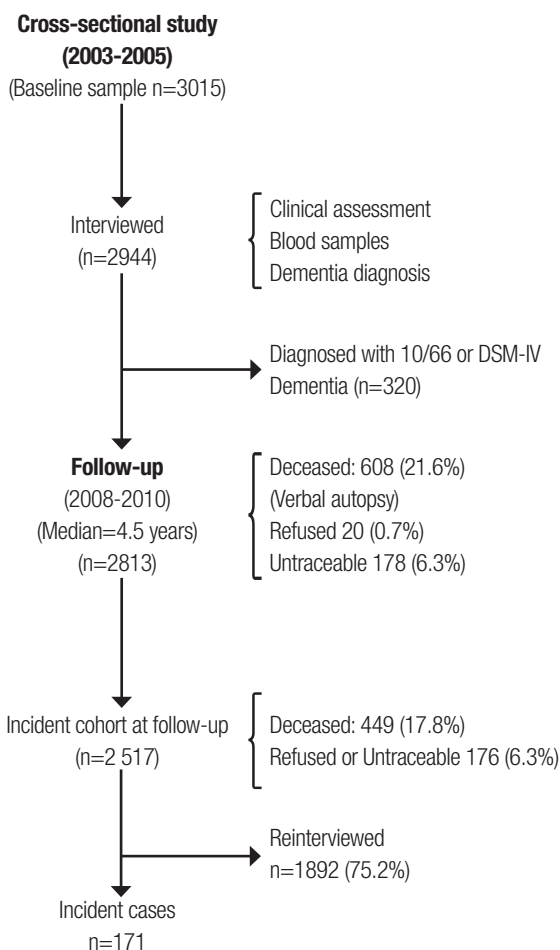 Cross-sectional study
(2003-2005)
(Baseline sample n=3015)
Interviewed
(n=2944)
Clinical assessment
Blood samples
Dementia diagnosis
Diagnosed with 10/66 or DSM-IV
Dementia (n=320)
Follow-up
(2008-2010)
(Median=4.5 years)
(n=2813)
Deceased: 608 (21.6%)
(Verbal autopsy)
Refused 20 (0.7%)
Untraceable 178 (6.3%)
Incident cohort at follow-up
(n=2 517)
Deceased: 449 (17.8%)
Refused or Untraceable 176 (6.3%)
Reinterviewed
n=1892 (75.2%)
Incident cases
n=171